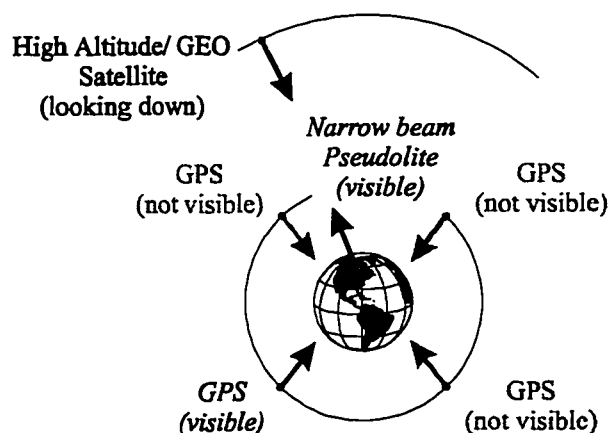 High Altitude/ GEO
Satellite
(looking down)
Narrow beam
Pseudolite
(visible)
GPS
(not visible)
GPS
(not visible)
GPS
(visible)
GPS
(not visible)